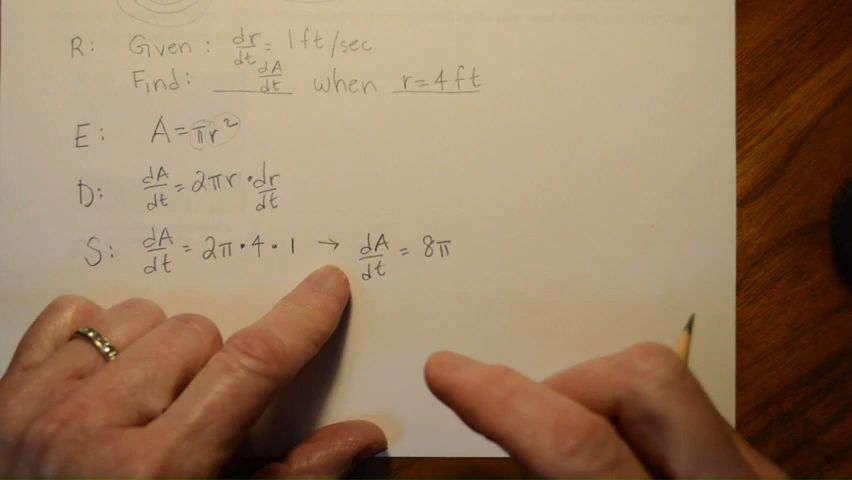 R: Given: dr/dt = 1 ft/sec
Find: dA/dt when r = 4 ft
E: A = πr²
D: dA/dt = 2πr · dr/dt
S: dA/dt = 2π · 4 · 1 → dA/dt = 8π